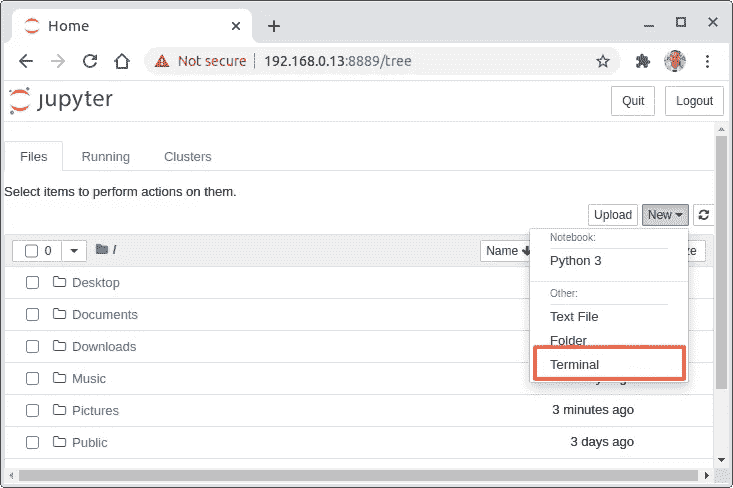 Home
Not secure 192.168.0.13:8889/tree
jupyter
Quit Logout
Files Running Clusters
Select items to perform actions on them.
Upload New
Notebook:
0 / Name
Python 3
Desktop
Other:
Documents
Text File
Folder
Downloads
Terminal
Music
Pictures 3 minutes ago
Public 3 days ago